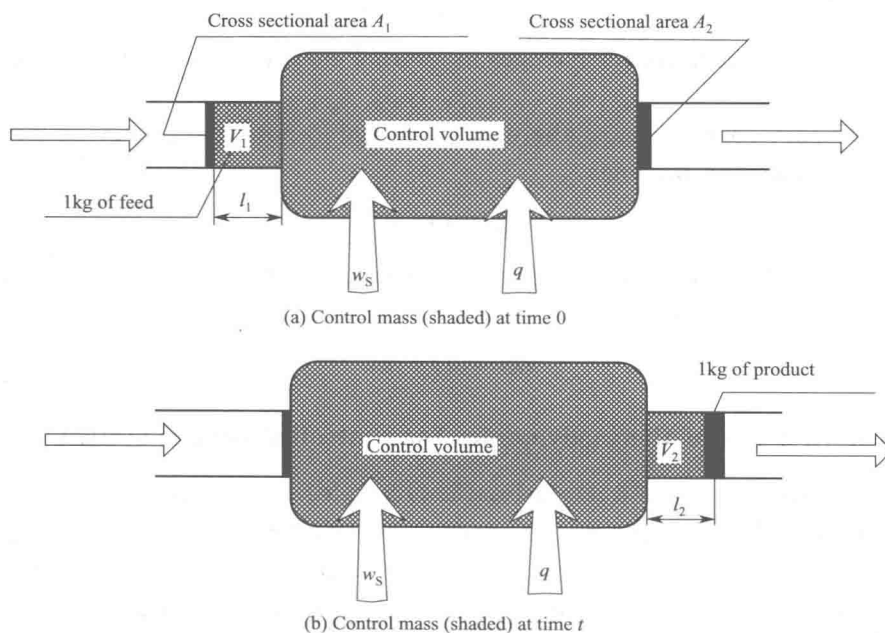 Cross sectional area A₁
Cross sectional area A₂
V₁
Control volume
1kg of feed
l₁
wₛ
q
(a) Control mass (shaded) at time 0
1kg of product
Control volume
V₂
l₂
wₛ
q
(b) Control mass (shaded) at time t